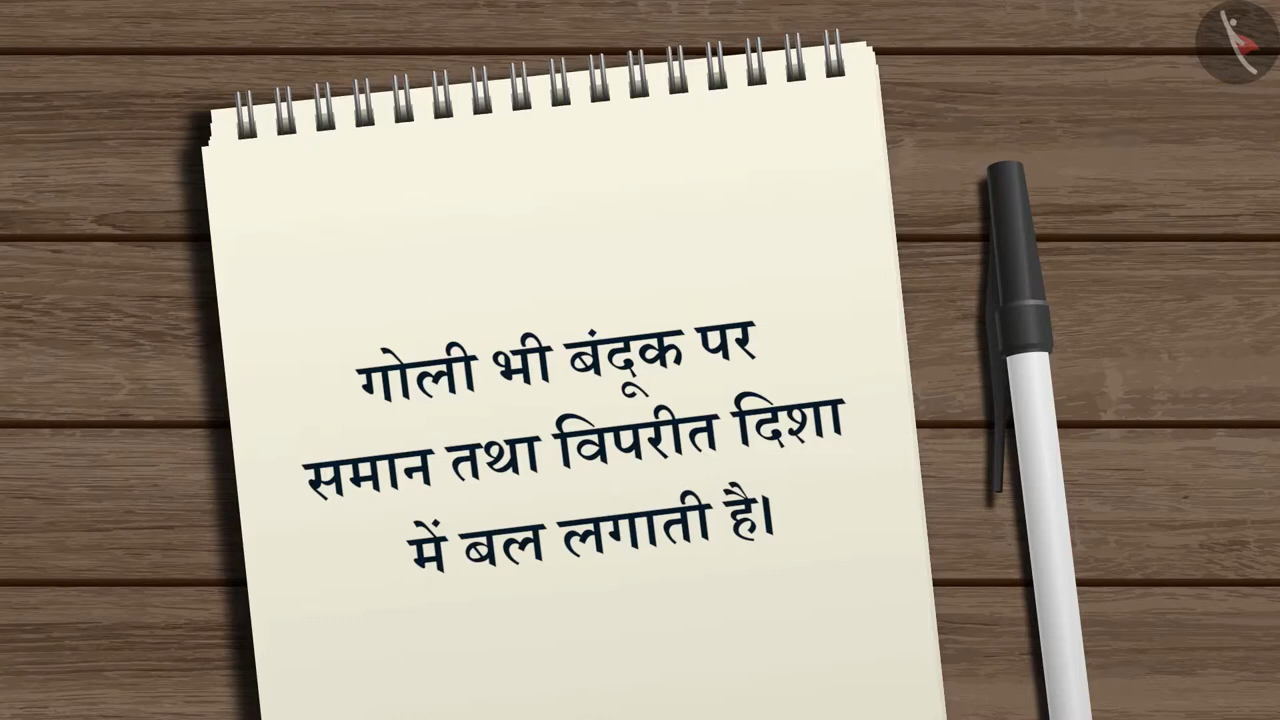 गोली भी बंदूक पर
समान तथा विपरीत दिशा
में बल लगाती है।